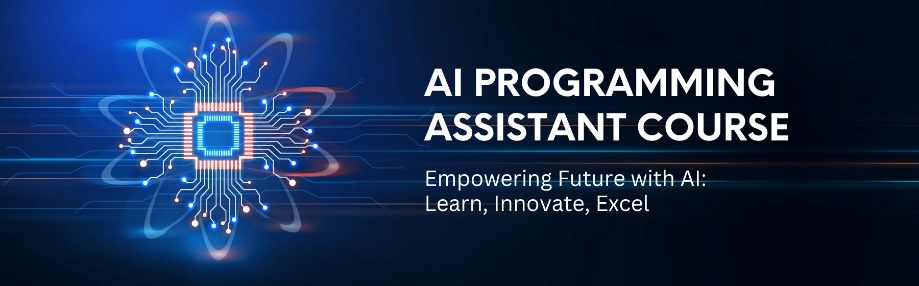 AI PROGRAMMING
ASSISTANT COURSE
Empowering Future with AI:
Learn, Innovate, Excel